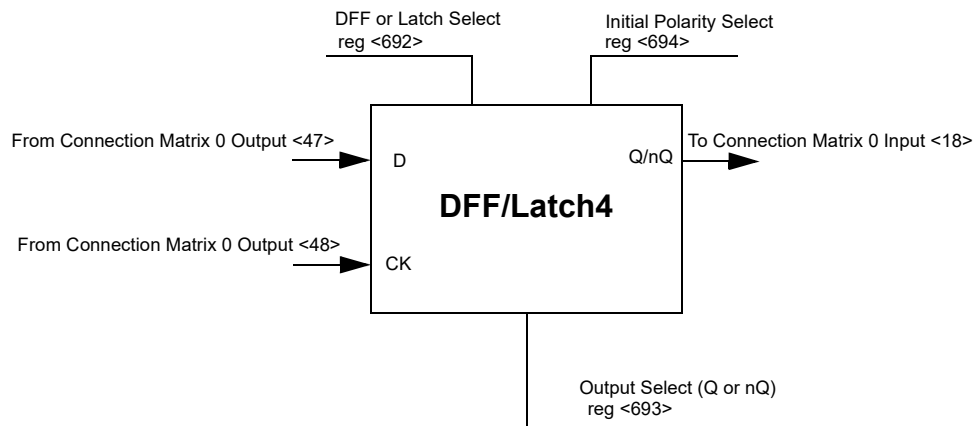 DFF or Latch Select
reg <692>
Initial Polarity Select
reg <694>
From Connection Matrix 0 Output <47>
D
Q/nQ
To Connection Matrix 0 Input <18>
DFF/Latch4
From Connection Matrix 0 Output <48>
CK
Output Select (Q or nQ)
reg <693>